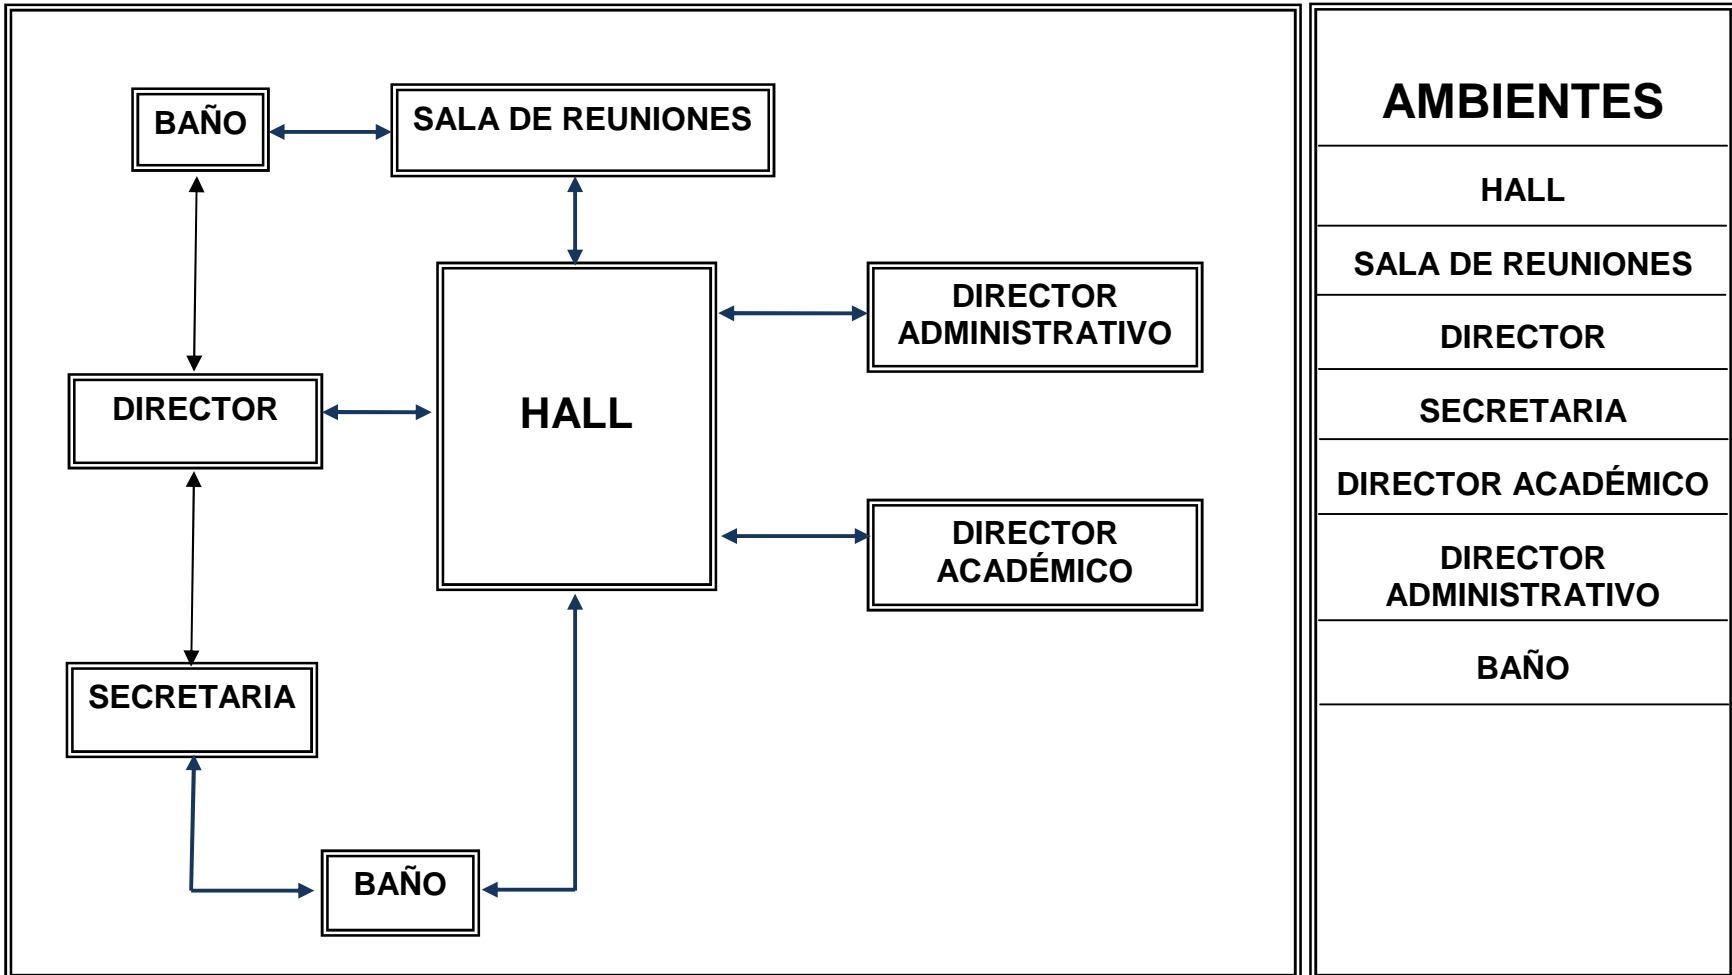 BAÑO
SALA DE REUNIONES
DIRECTOR
ADMINISTRATIVO
DIRECTOR
HALL
DIRECTOR
ACADÉMICO
SECRETARIA
BAÑO
AMBIENTES
HALL
SALA DE REUNIONES
DIRECTOR
SECRETARIA
DIRECTOR ACADÉMICO
DIRECTOR
ADMINISTRATIVO
BAÑO